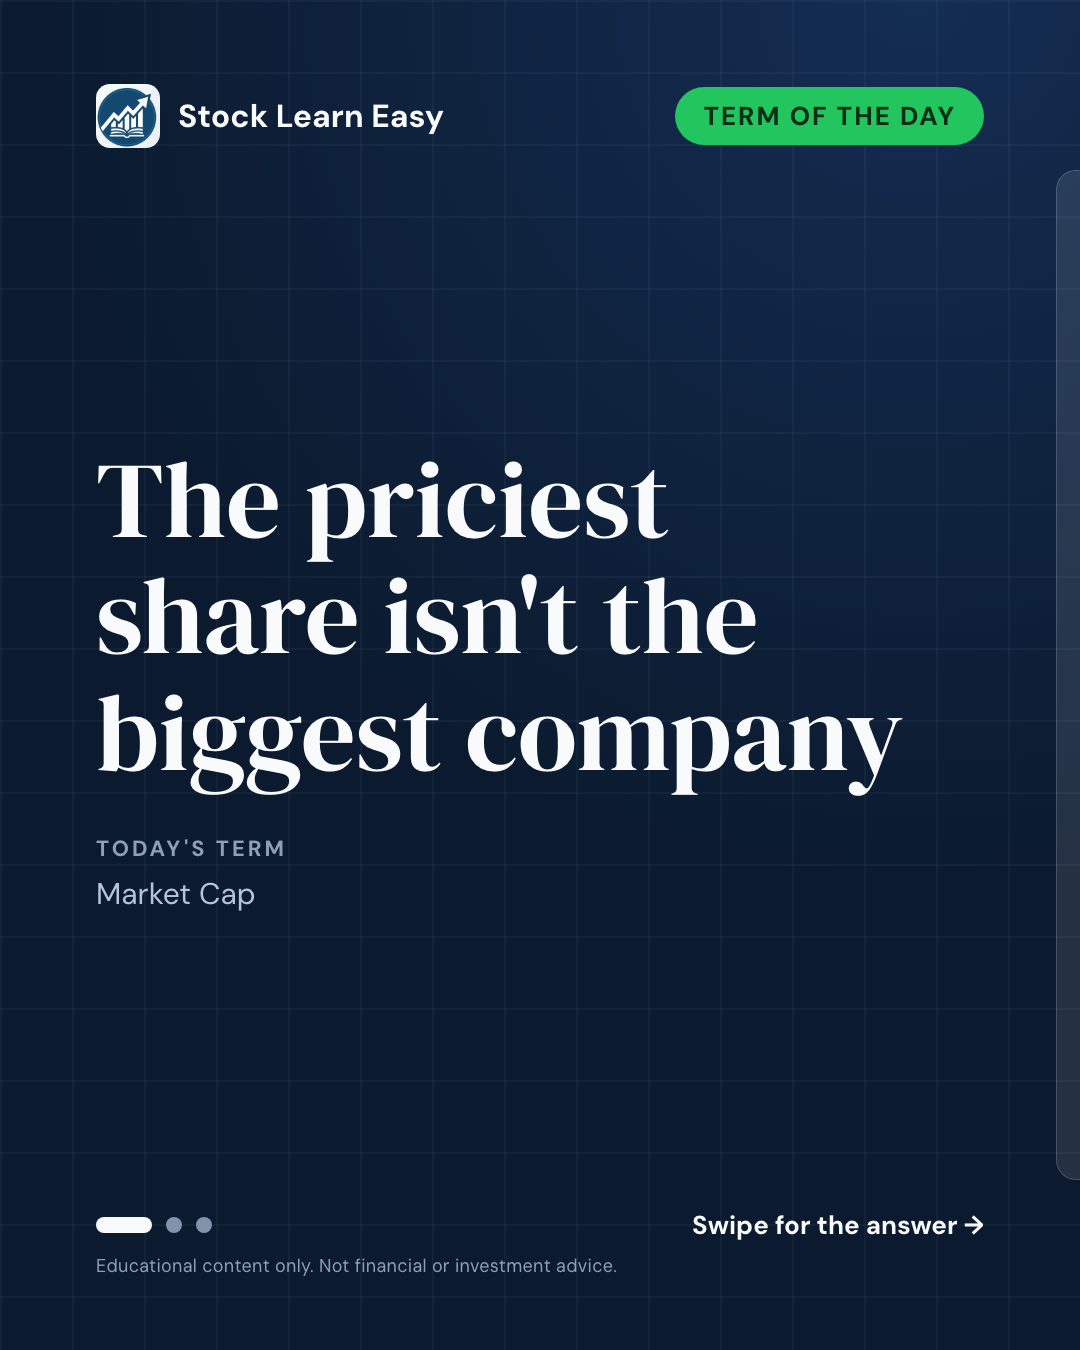 Stock Learn Easy
TERM OF THE DAY
The priciest
share isn't the
biggest company
TODAY'S TERM
Market Cap
Swipe for the answer →
Educational content only. Not financial or investment advice.